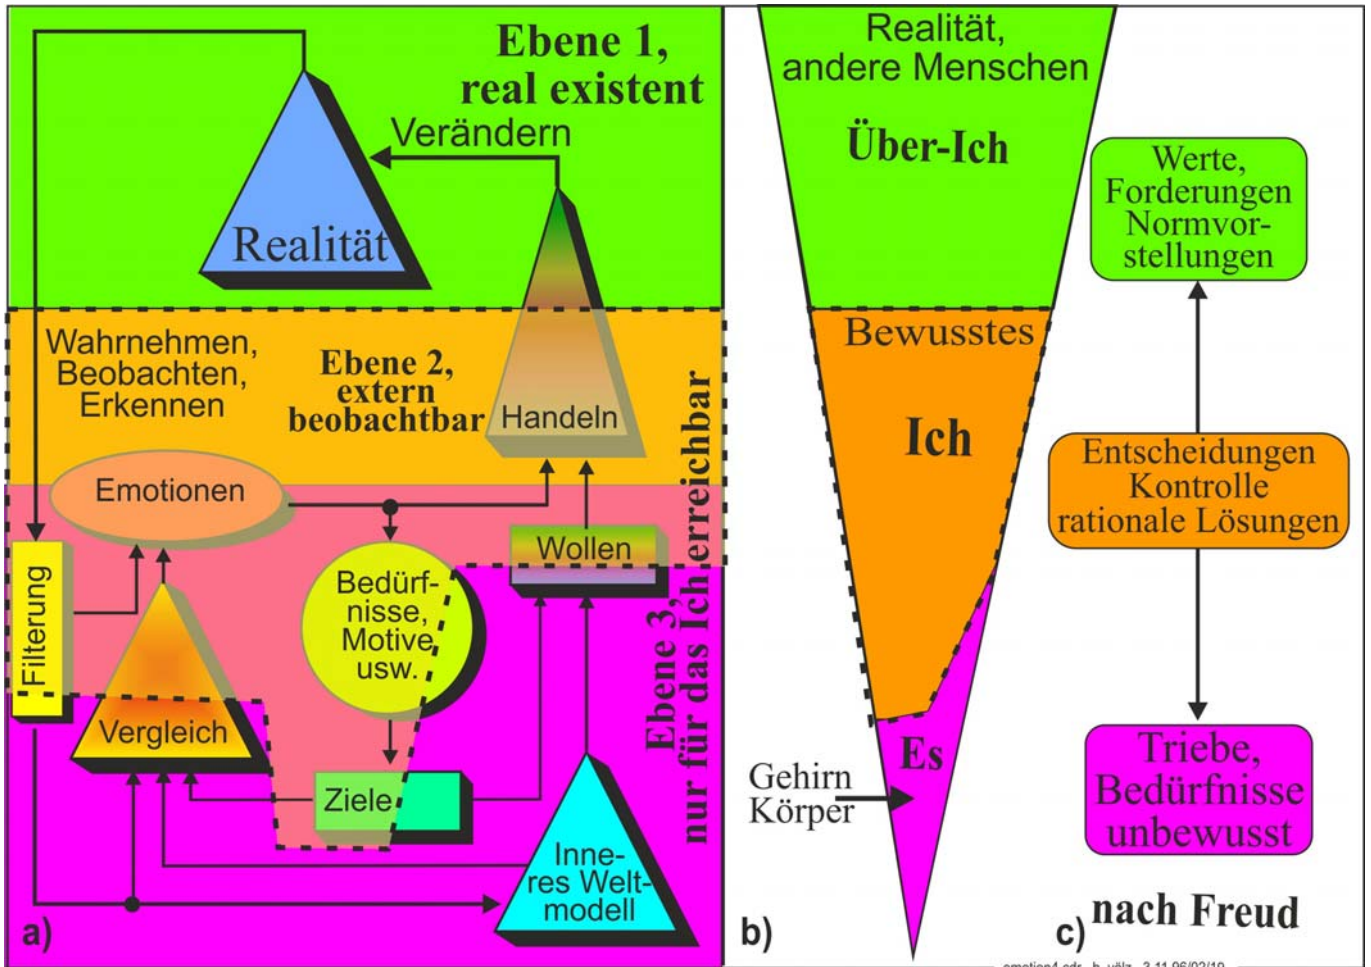 Ebene 1,
real existent
Verändern
Realität
Wahrnehmen,
Beobachten,
Erkennen
Ebene 2,
extern
beobachtbar
Handeln
Emotionen
Filterung
Wollen
Bedürf-
nisse,
Motive
usw.
Vergleich
Ziele
Ebene 3,
nur für das Ich erreichbar
Inne-
res Welt-
modell
a)
Realität,
andere Menschen
Über-Ich
Bewusstes
Ich
Es
Gehirn
Körper
b)
Werte,
Forderungen
Normvor-
stellungen
Entscheidungen
Kontrolle
rationale Lösungen
Triebe,
Bedürfnisse
unbewusst
c)
nach Freud